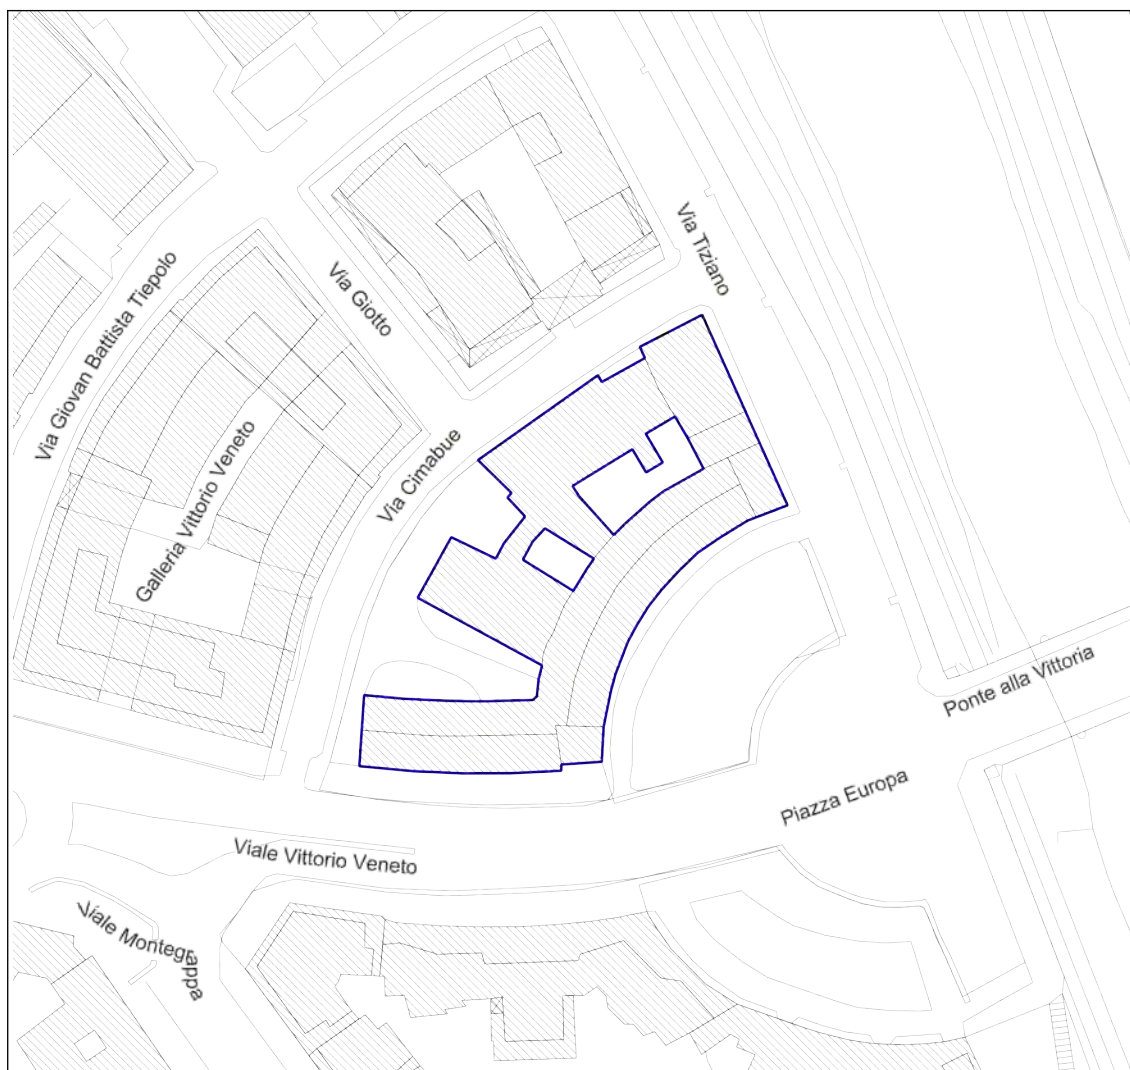 Via Tiziano
Via Giotto
Via Giovan Battista Tiepolo
Via Cimabue
Galleria Vittorio Veneto
Ponte alla Vittoria
Piazza Europa
Viale Vittorio Veneto
Viale Montegrappa